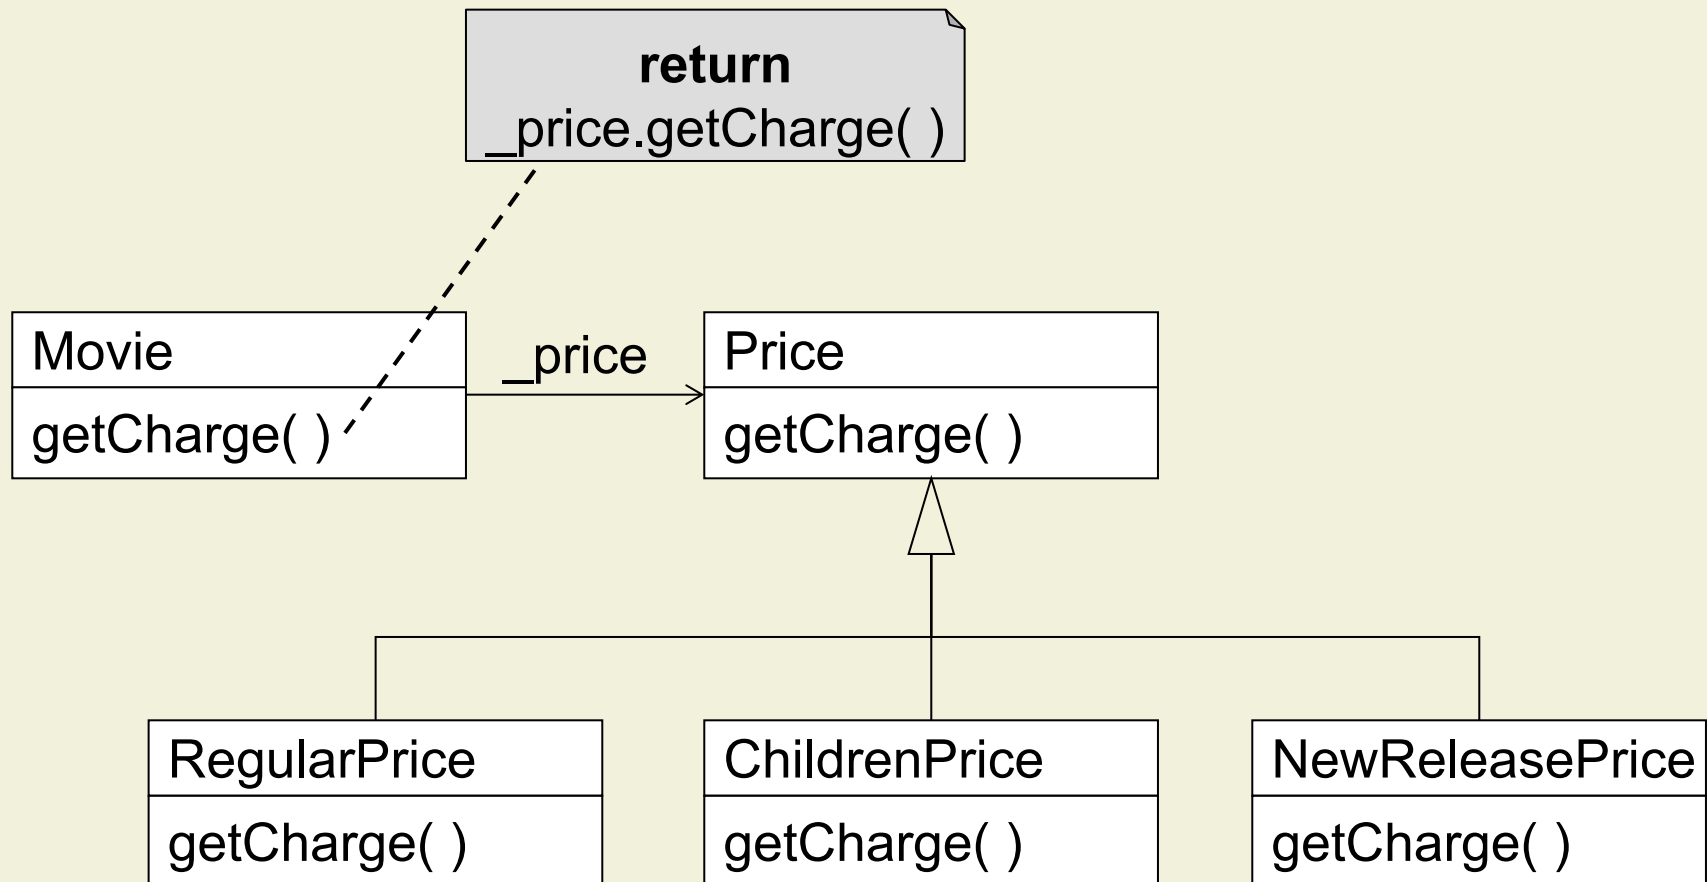 return
_price.getCharge( )
Movie
getCharge( )
_price
Price
getCharge( )
RegularPrice
getCharge( )
ChildrenPrice
getCharge( )
NewReleasePrice
getCharge( )